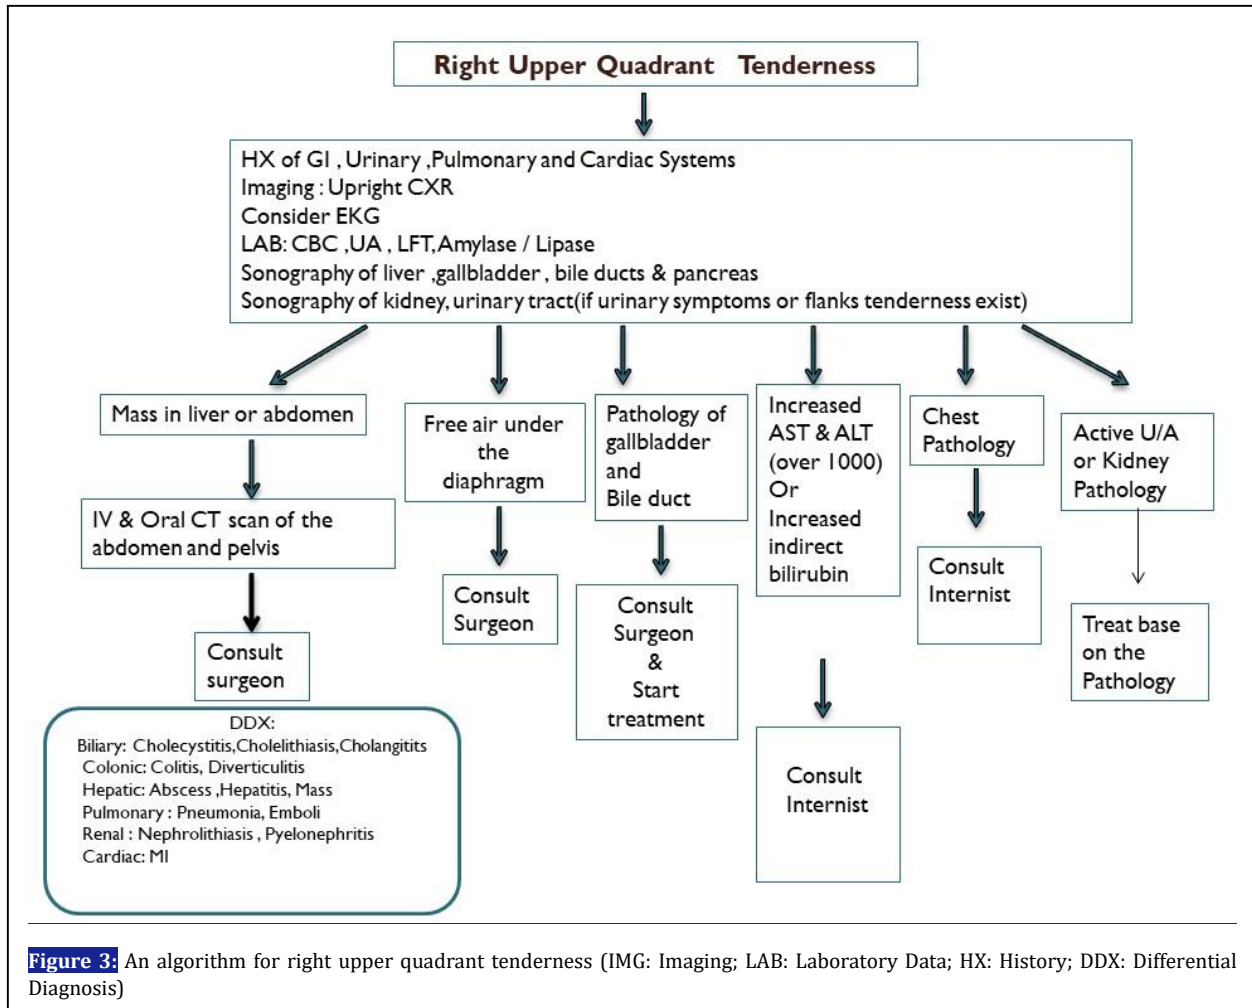 Right Upper Quadrant Tenderness
HX of GI , Urinary ,Pulmonary and Cardiac Systems
Imaging : Upright CXR
Consider EKG
LAB: CBC ,UA , LFT,Amylase / Lipase
Sonography of liver ,gallbladder , bile ducts & pancreas
Sonography of kidney, urinary tract(if urinary symptoms or flanks tenderness exist)
Mass in liver or abdomen
IV & Oral CT scan of the
abdomen and pelvis
Consult
surgeon
Free air under
the
diaphragm
Consult
Surgeon
Pathology of
gallbladder
and
Bile duct
Consult
Surgeon
&
Start
treatment
Increased
AST & ALT
(over 1000)
Or
Increased
indirect
bilirubin
Consult
Internist
Chest
Pathology
Consult
Internist
Active U/A
or Kidney
Pathology
Treat base
on the
Pathology
DDX:
Biliary: Cholecystitis,Cholelithiasis,Cholangitits
Colonic: Colitis, Diverticulitis
Hepatic: Abscess ,Hepatitis, Mass
Pulmonary : Pneumonia, Emboli
Renal : Nephrolithiasis , Pyelonephritis
Cardiac: MI
Figure 3: An algorithm for right upper quadrant tenderness (IMG: Imaging; LAB: Laboratory Data; HX: History; DDX: Differential
Diagnosis)